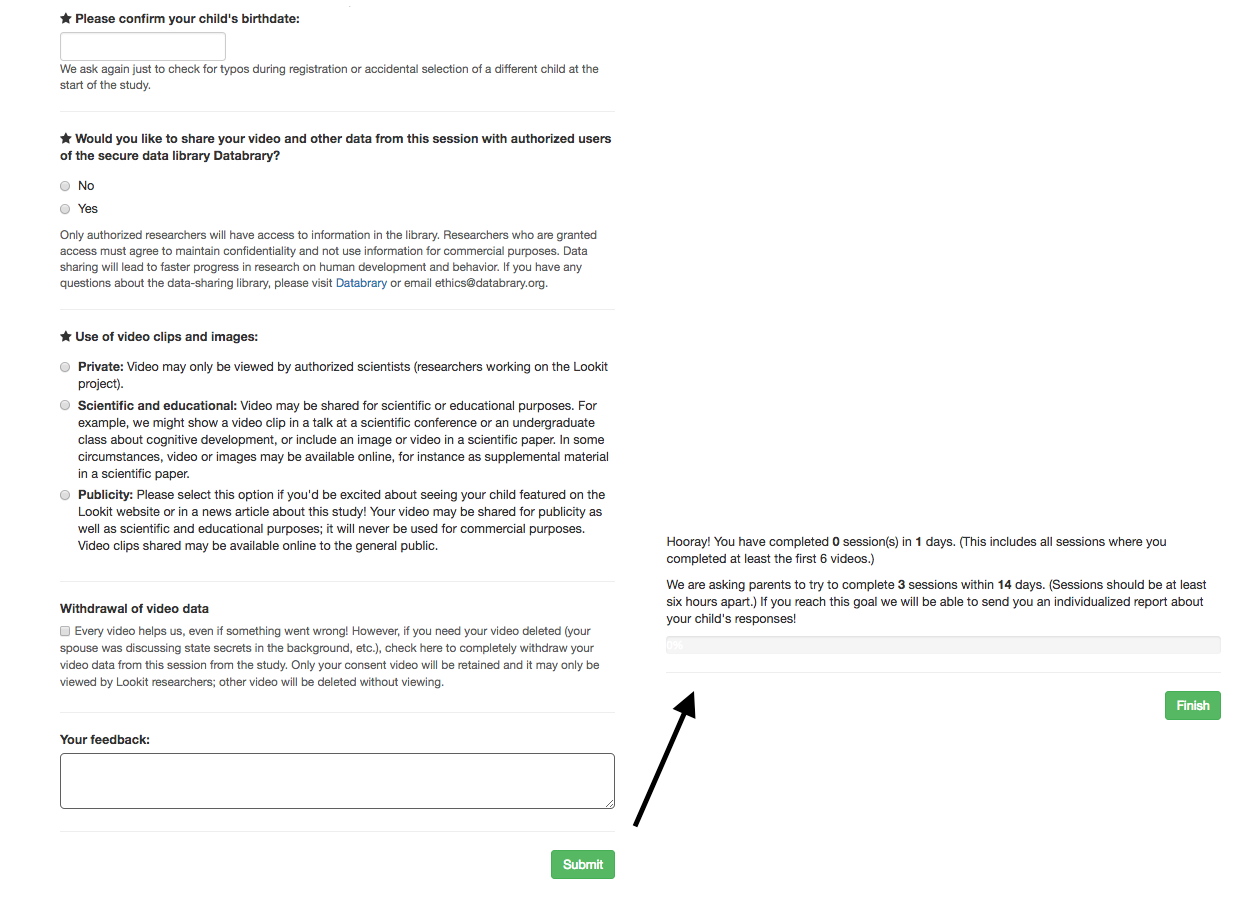 ★ Please confirm your child's birthdate:
We ask again just to check for typos during registration or accidental selection of a different child at the
start of the study.
★ Would you like to share your video and other data from this session with authorized users
of the secure data library Databrary?
No
Yes
Only authorized researchers will have access to information in the library. Researchers who are granted
access must agree to maintain confidentiality and not use information for commercial purposes. Data
sharing will lead to faster progress in research on human development and behavior. If you have any
questions about the data-sharing library, please visit Databrary or email ethics@databrary.org.
★ Use of video clips and images:
Private: Video may only be viewed by authorized scientists (researchers working on the Lookit
project).
Scientific and educational: Video may be shared for scientific or educational purposes. For
example, we might show a video clip in a talk at a scientific conference or an undergraduate
class about cognitive development, or include an image or video in a scientific paper. In some
circumstances, video or images may be available online, for instance as supplemental material
in a scientific paper.
Publicity: Please select this option if you'd be excited about seeing your child featured on the
Lookit website or in a news article about this study! Your video may be shared for publicity as
well as scientific and educational purposes; it will never be used for commercial purposes.
Video clips shared may be available online to the general public.
Withdrawal of video data
Every video helps us, even if something went wrong! However, if you need your video deleted (your
spouse was discussing state secrets in the background, etc.), check here to completely withdraw your
video data from this session from the study. Only your consent video will be retained and it may only be
viewed by Lookit researchers; other video will be deleted without viewing.
Your feedback:
Submit
Hooray! You have completed 0 session(s) in 1 days. (This includes all sessions where you
completed at least the first 6 videos.)
We are asking parents to try to complete 3 sessions within 14 days. (Sessions should be at least
six hours apart.) If you reach this goal we will be able to send you an individualized report about
your child's responses!
0%
Finish